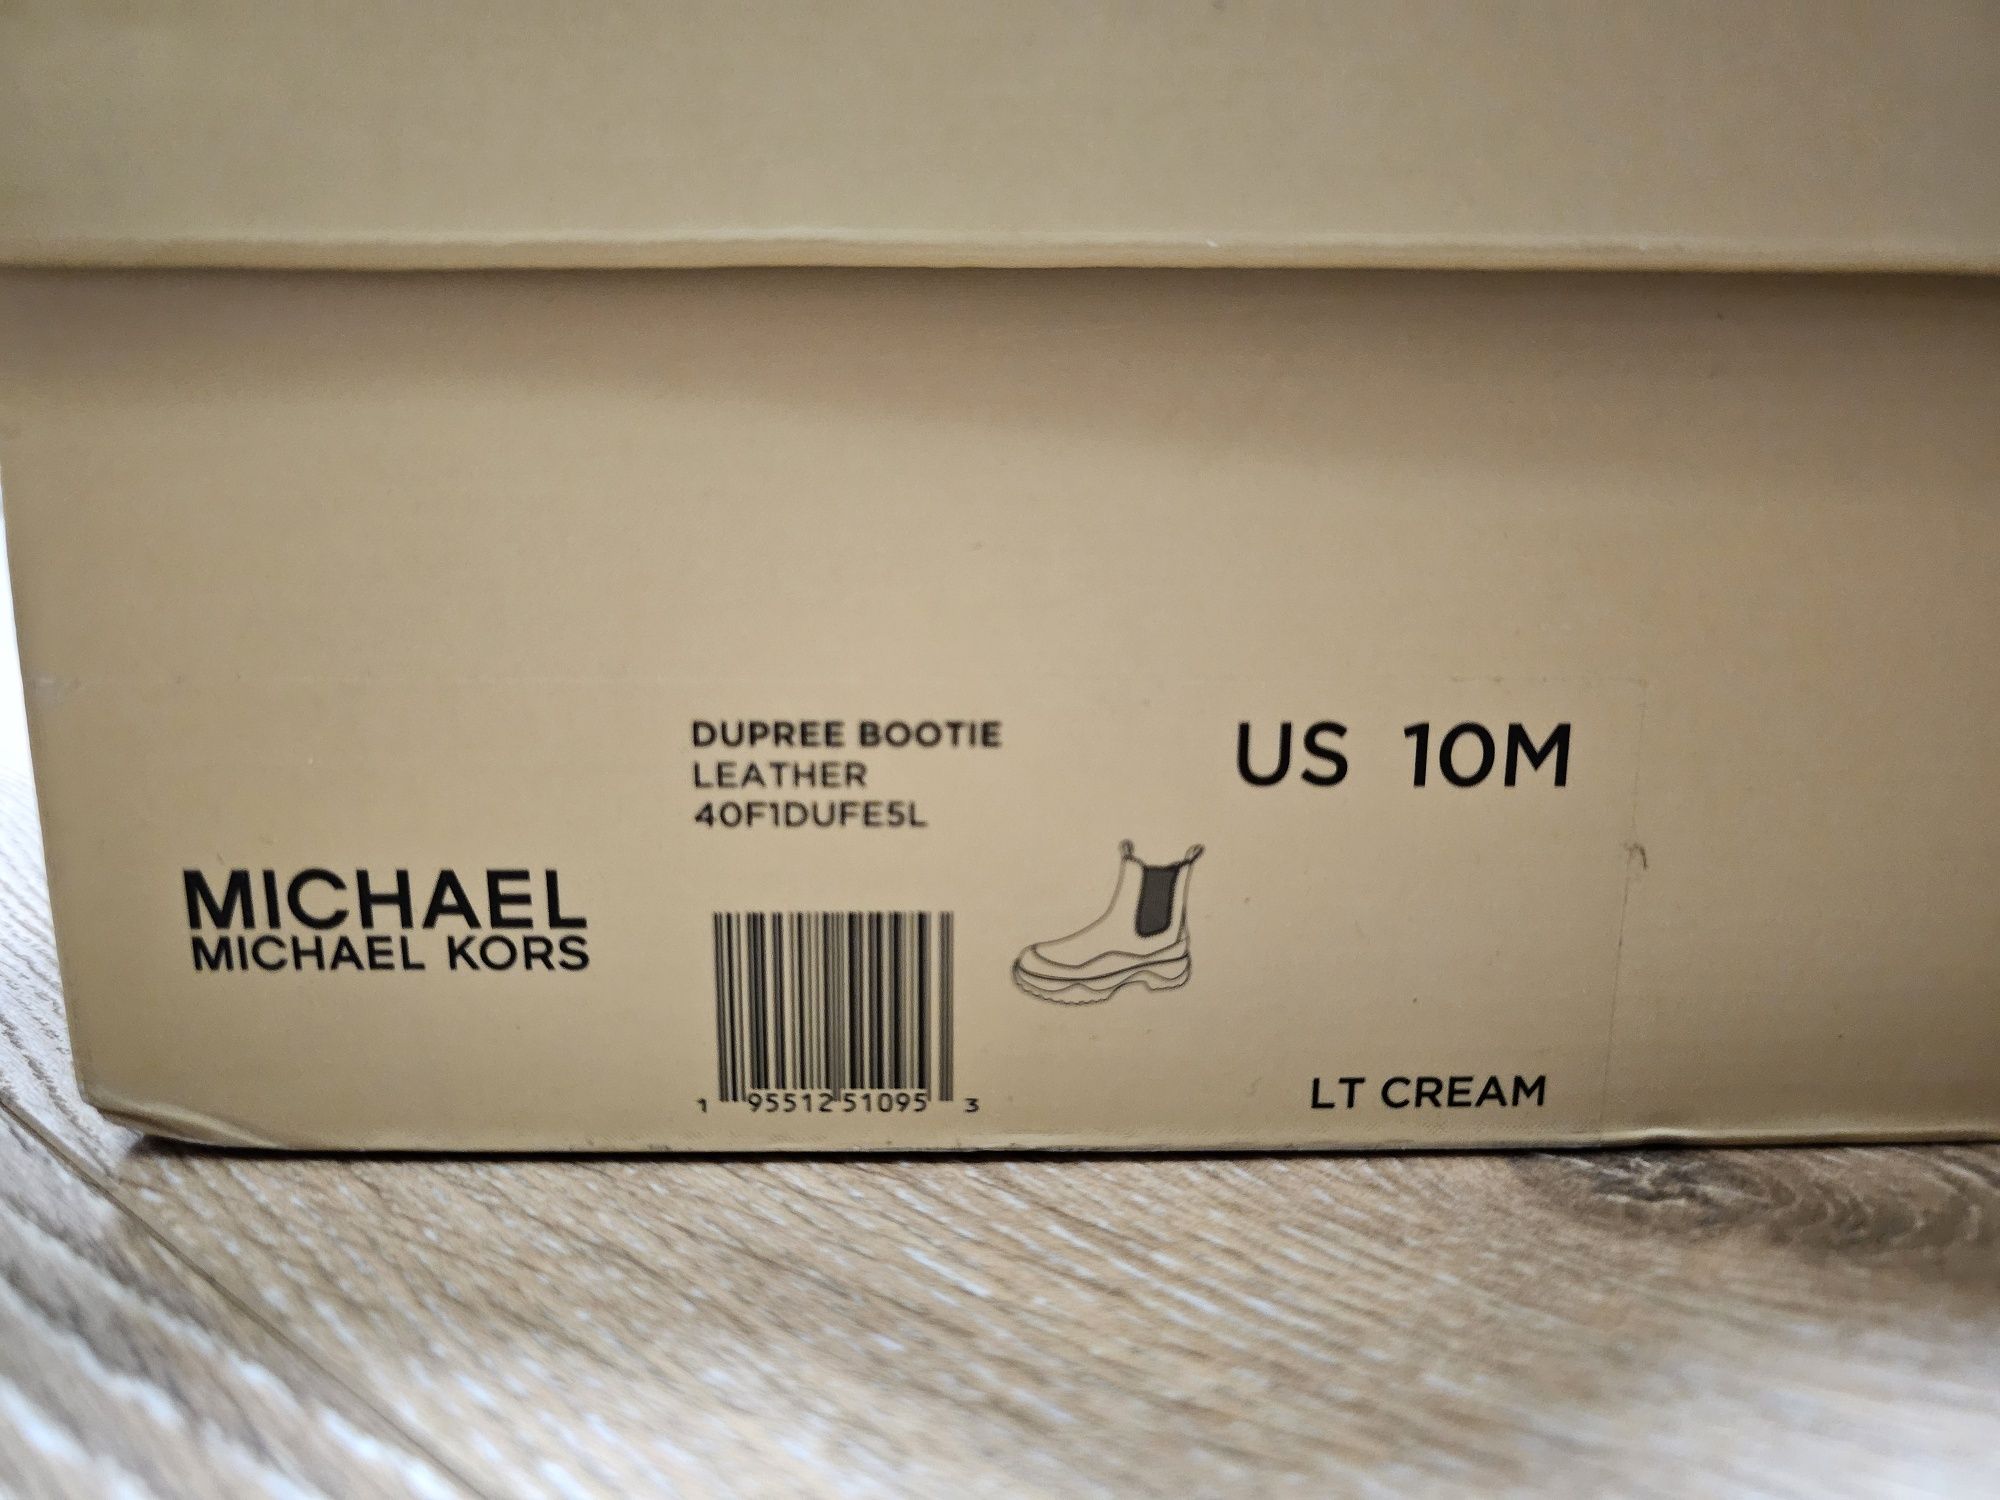 DUPREE BOOTIE
LEATHER
40F1DUFE5L
US 10M
MICHAEL
MICHAEL KORS
1 95512 51095 3
LT CREAM